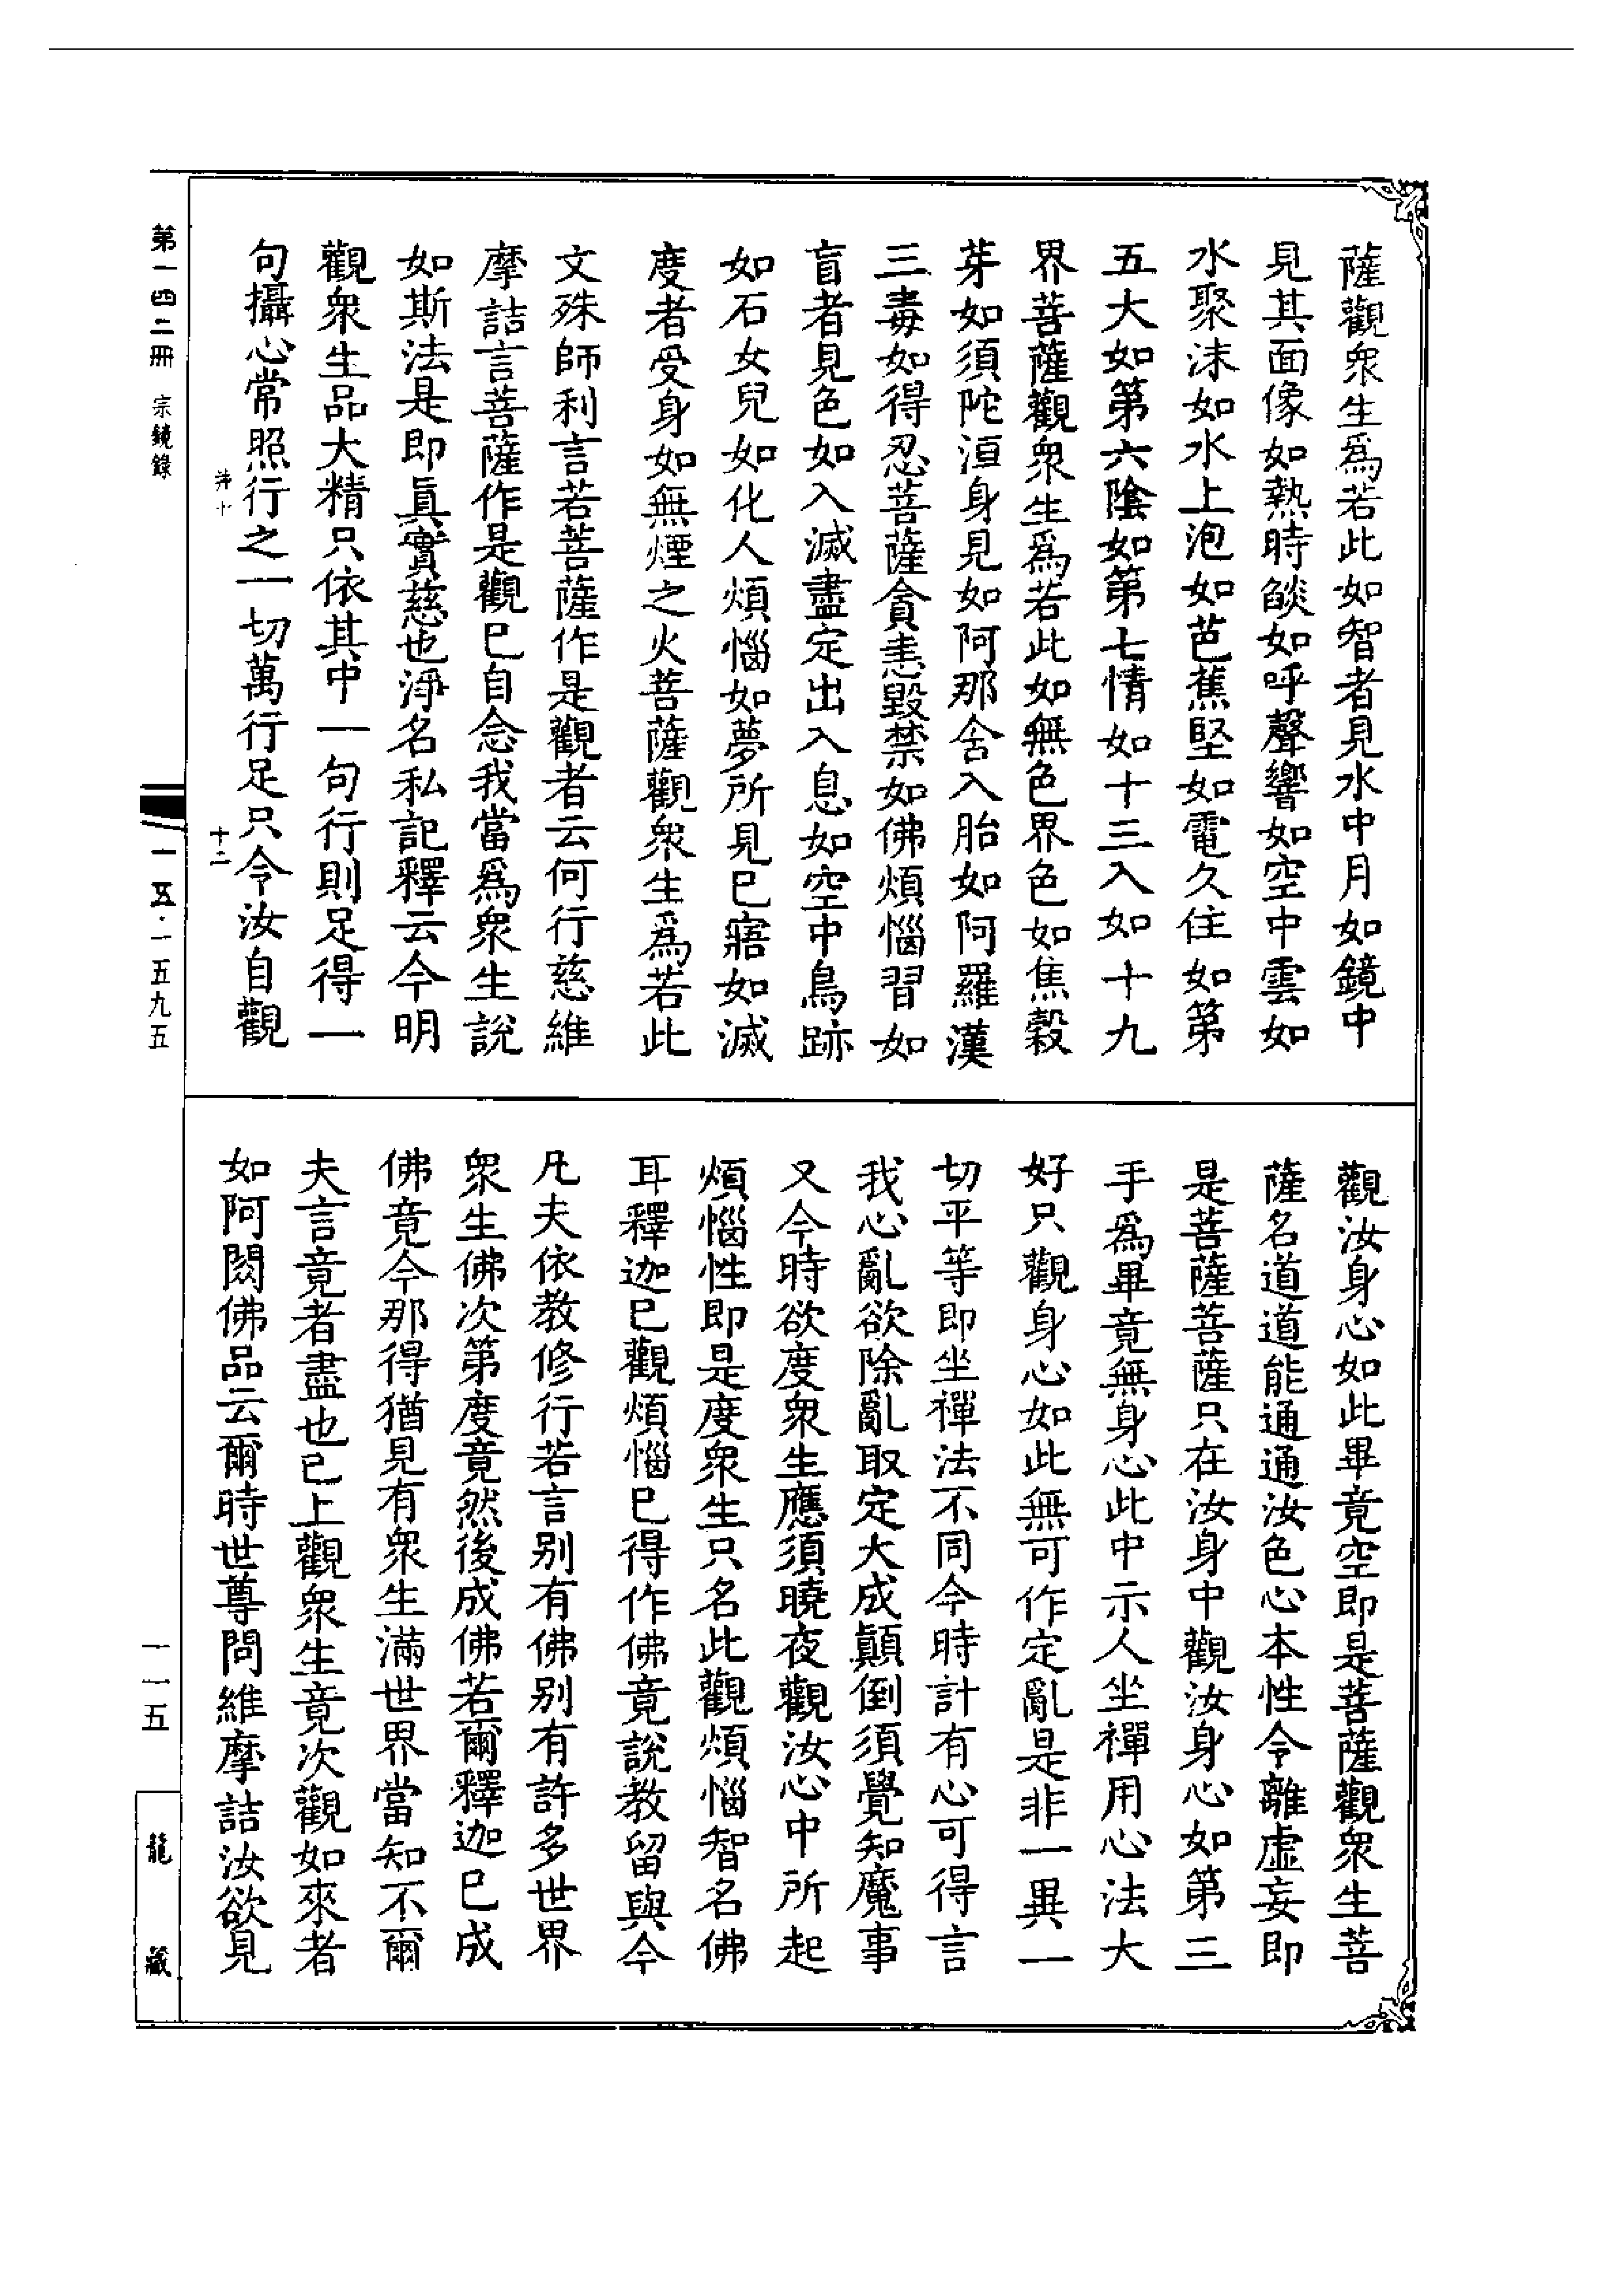 薩觀衆生爲若此如智者見水中月如鏡中
見其面像如熱時燄如呼聲響如空中雲如
水聚沫如水上泡如芭蕉堅如電久住如第
五大如第六陰如第七情如十三入如十九
界菩薩觀衆生爲若此如無色界色如焦穀
芽如須陀洹身見如阿那含入胎如阿羅漢
三毒如得忍菩薩貪恚毀禁如佛煩惱習如
盲者見色如入滅盡定出入息如空中鳥跡
如石女兒如化人煩惱如夢所見已寤如滅
度者受身如無煙之火菩薩觀衆生爲若此
文殊師利言若菩薩作是觀者云何行慈維
摩詰言菩薩作是觀已自念我當爲衆生說
如斯法是即眞實慈也淨名私記釋云今明
觀衆生品大精只依其中一句行則足得一
句攝心常照行之一切萬行足只令汝自觀
觀汝身心如此畢竟空即是菩薩觀衆生菩
薩名道道能通通汝色心本性令離虛妄即
是菩薩菩薩只在汝身中觀汝身心如第三
手爲畢竟無身心此中示人坐禪用心法大
好只觀身心如此無可作定亂是非一異一
切平等即坐禪法不同今時計有心可得言
我心亂欲除亂取定大成顚倒須覺知魔事
又今時欲度衆生應須曉夜觀汝心中所起
煩惱性即是度衆生只名此觀煩惱智名佛
耳釋迦已觀煩惱已得作佛竟說教留與今
凡夫依教修行若言别有佛别有許多世界
衆生佛次第度竟然後成佛若爾釋迦已成
佛竟今那得猶見有衆生滿世界當知不爾
夫言竟者盡也已上觀衆生竟次觀如來者
如阿閦佛品云爾時世尊問維摩詰汝欲見
第一四二冊 宗鏡錄
十二
一五·一五九五
一一五
龍藏